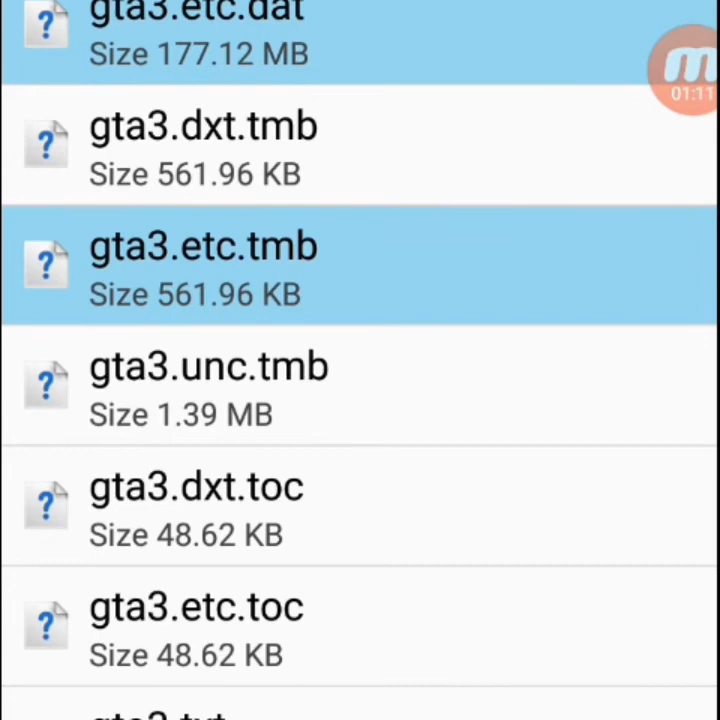 gta3.etc.dat
Size 177.12 MB
01:11
gta3.dxt.tmb
Size 561.96 KB
gta3.etc.tmb
Size 561.96 KB
gta3.unc.tmb
Size 1.39 MB
gta3.dxt.toc
Size 48.62 KB
gta3.etc.toc
Size 48.62 KB
gta3.txt